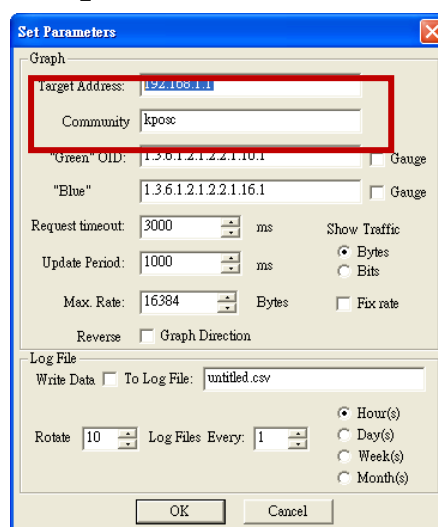 Set Parameters
Graph
Target Address: 192.168.1.1
Community kposc
"Green" OID: 1.3.6.1.2.1.2.2.1.10.1 Gauge
"Blue" 1.3.6.1.2.1.2.2.1.16.1 Gauge
Request timeout: 3000 ms Show Traffic
Bytes
Update Period: 1000 ms
Bits
Max. Rate: 16384 Bytes Fix rate
Reverse Graph Direction
Log File
Write Data To Log File: untitled.csv
Hour(s)
Rotate 10 Log Files Every: 1 Day(s)
Week(s)
Month(s)
OK Cancel